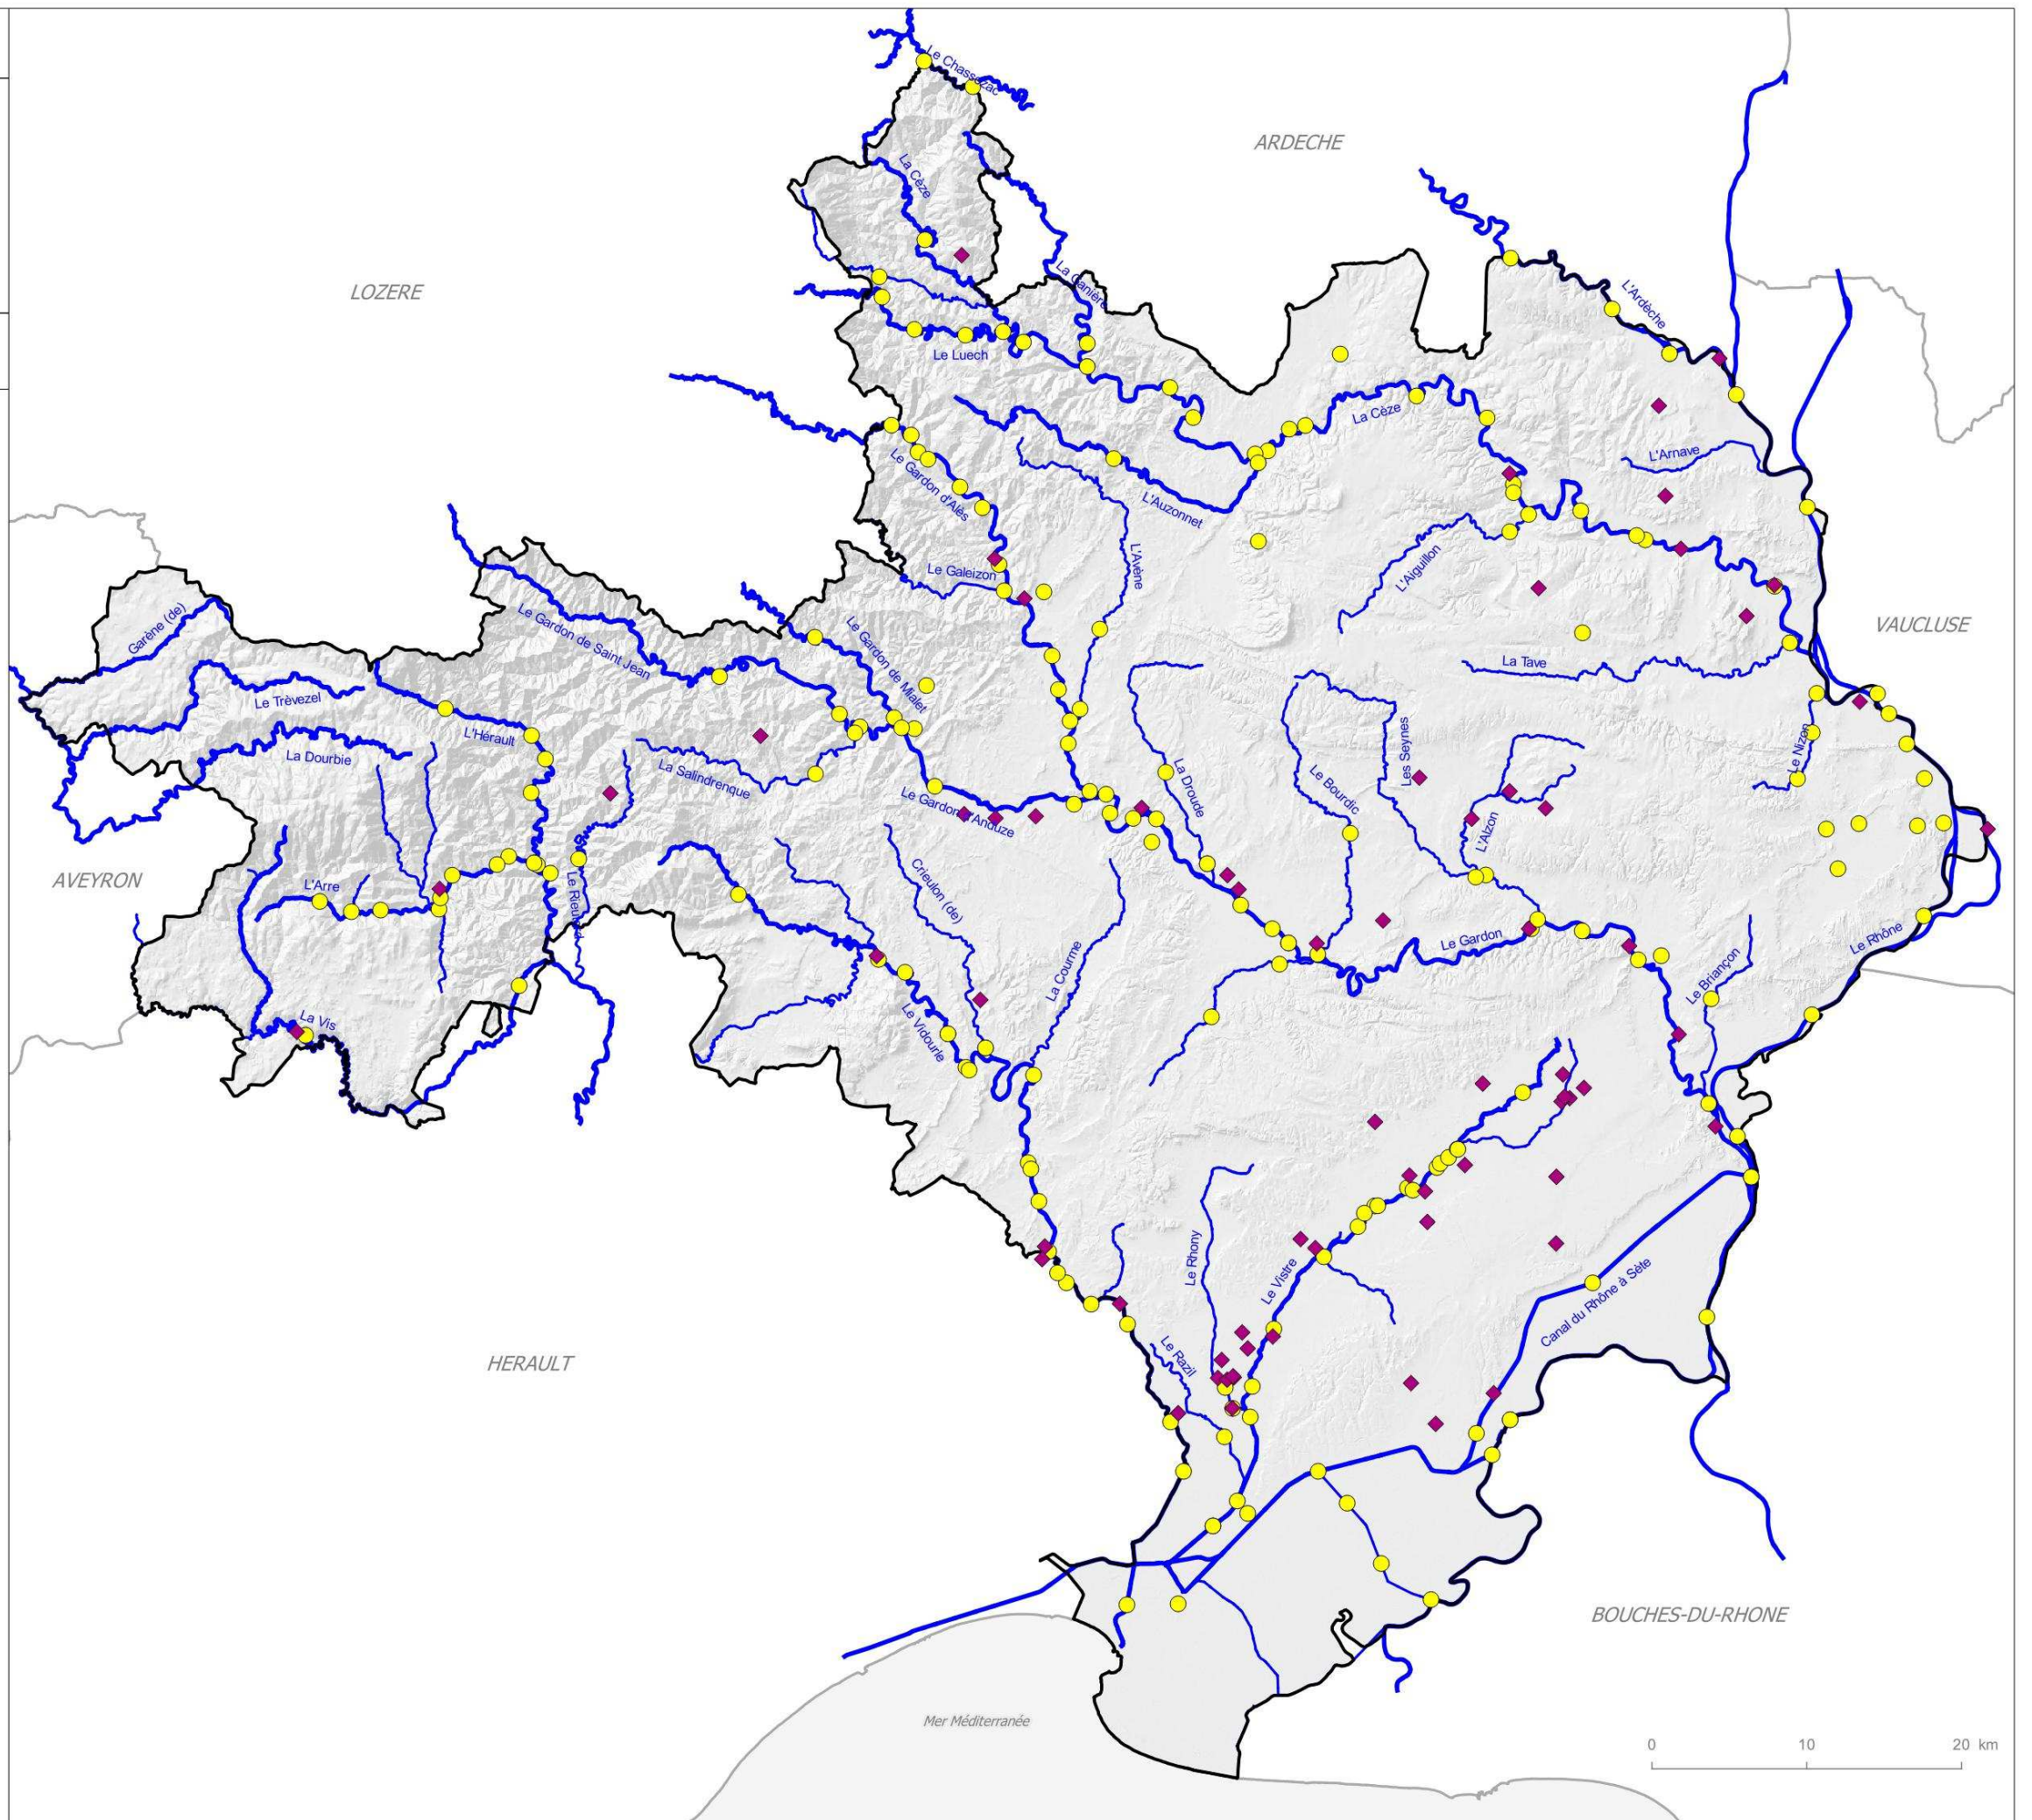 Le Chassezac
ARDECHE
La Cèze
LOZERE
La Ganière
L'Ardèche
Le Luech
La Cèze
L'Arnave
Le Gardon d'Alès
L'Auzonnet
L'Avène
L'Aiguillon
Le Galeizon
Garène (de)
Le Gardon de Saint Jean
Le Gardon de Mialet
VAUCLUSE
La Tave
Le Trèvezel
L'Hérault
La Dourbie
La Salindrenque
Le Gardon d'Anduze
La Droude
Le Bourdic
Les Seynes
Le Nizon
L'Alzon
AVEYRON
L'Arre
Le Rieutord
Crieulon (de)
La Courme
Le Gardon
Le Rhône
Le Briançon
La Vis
Le Vidourle
Le Rhony
Le Vistre
Canal du Rhône à Sète
Le Razil
HERAULT
BOUCHES-DU-RHONE
Mer Méditerranée
0 10 20 km